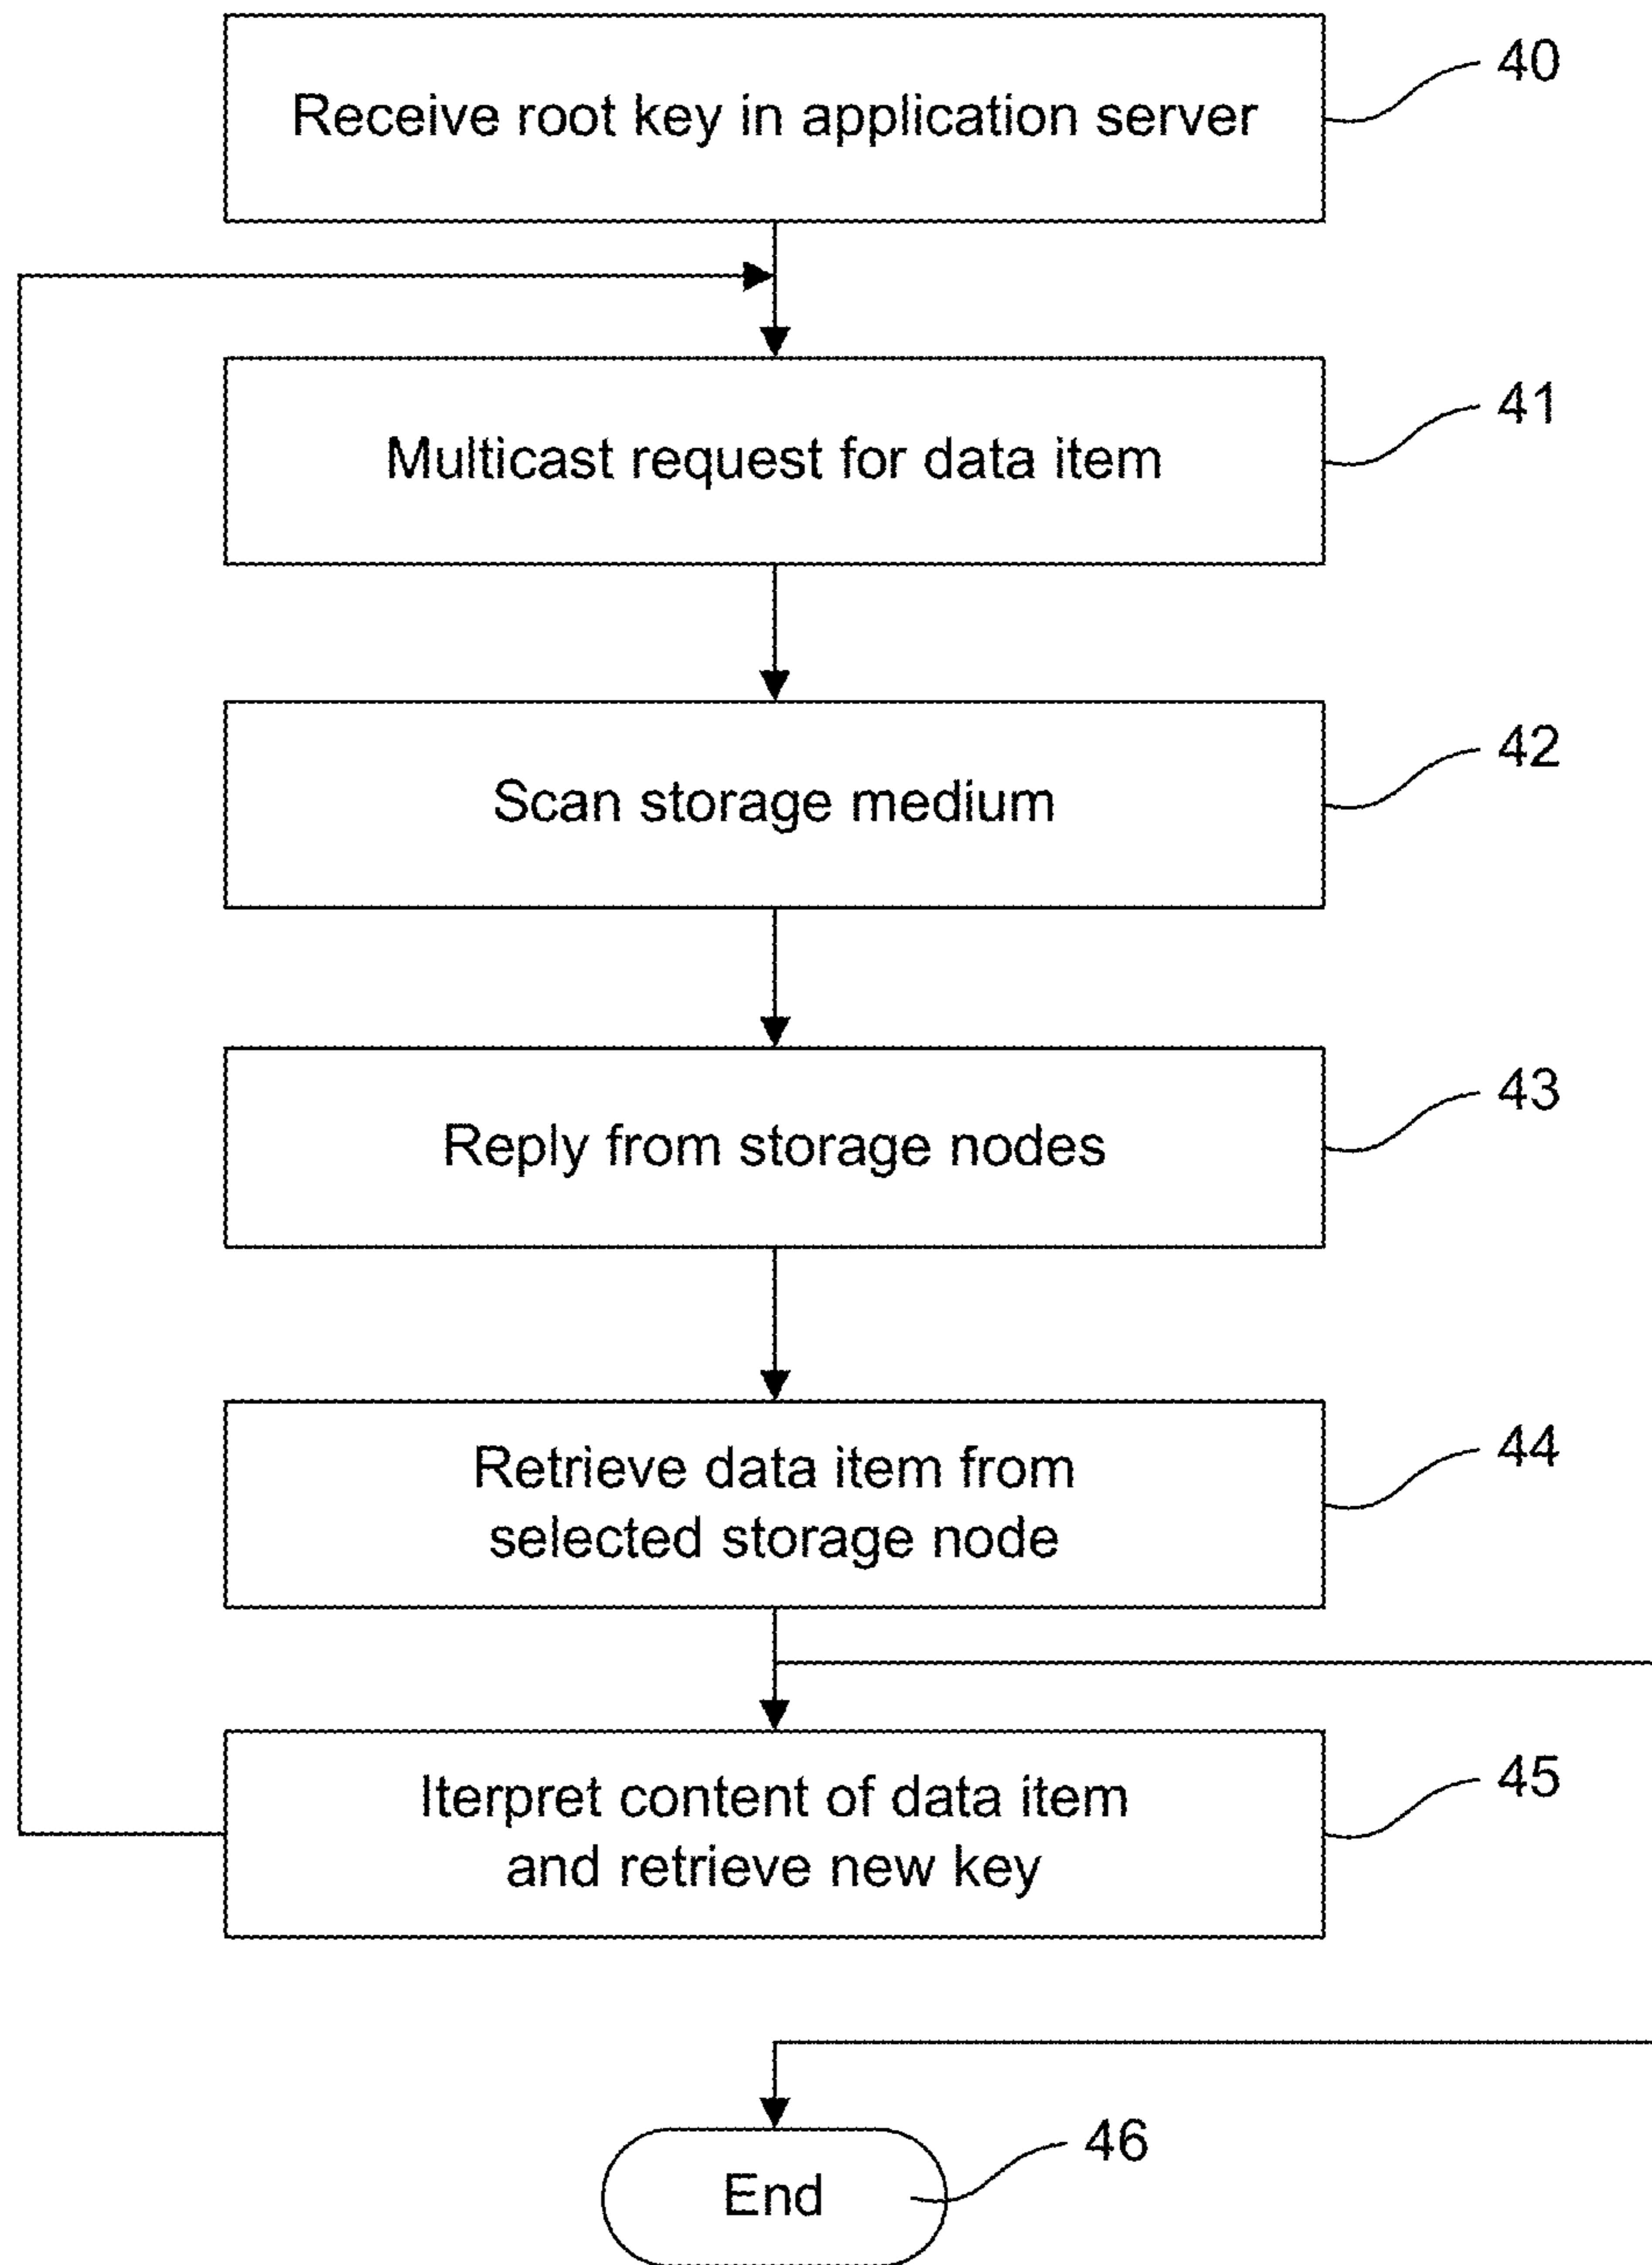 Receive root key in application server
40
Multicast request for data item
41
Scan storage medium
42
Reply from storage nodes
43
Retrieve data item from
selected storage node
44
Iterpret content of data item
and retrieve new key
45
End
46